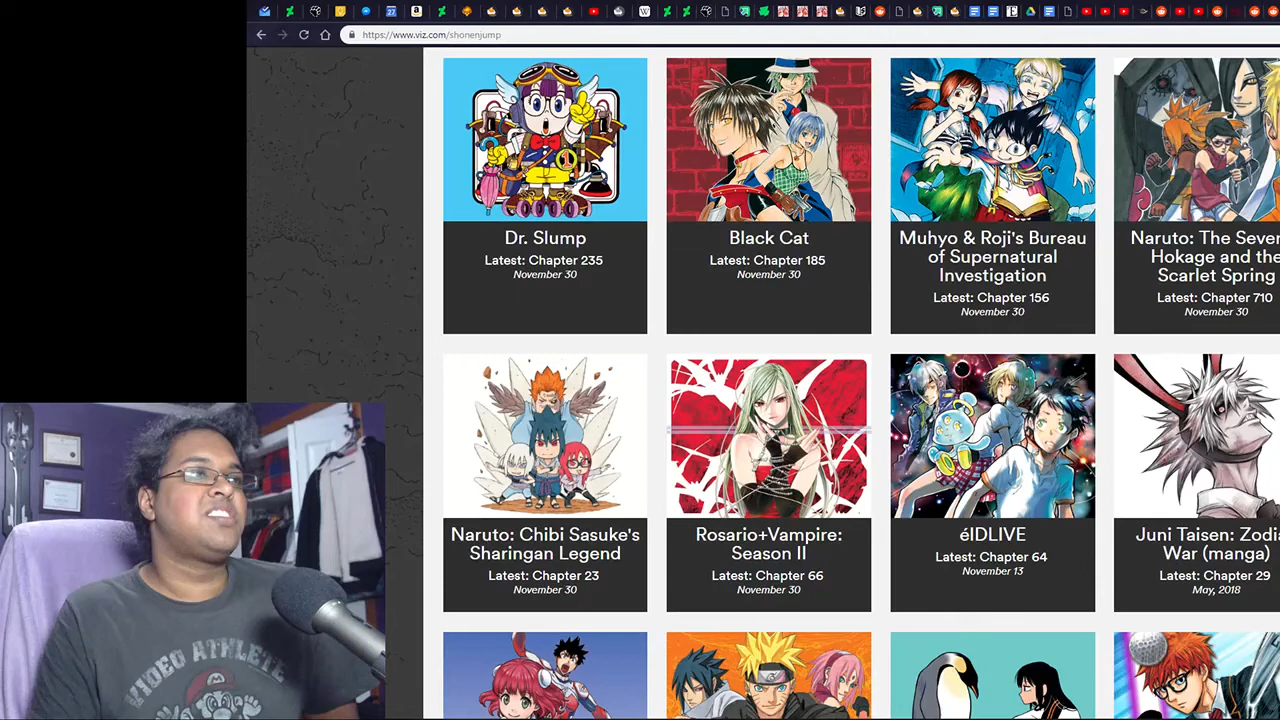 https://www.viz.com/shonenjump
Dr. Slump
Latest: Chapter 235
November 30
Black Cat
Latest: Chapter 185
November 30
Muhyo & Roji's Bureau
of Supernatural
Investigation
Latest: Chapter 156
November 30
Naruto: The Seven
Hokage and the
Scarlet Spring
Latest: Chapter 710
November 30
Naruto: Chibi Sasuke's
Sharingan Legend
Latest: Chapter 23
November 30
Rosario+Vampire:
Season II
Latest: Chapter 66
November 30
élDLIVE
Latest: Chapter 64
November 13
Juni Taisen: Zodia
War (manga)
Latest: Chapter 29
May, 2018
VIDEO ATHLETE